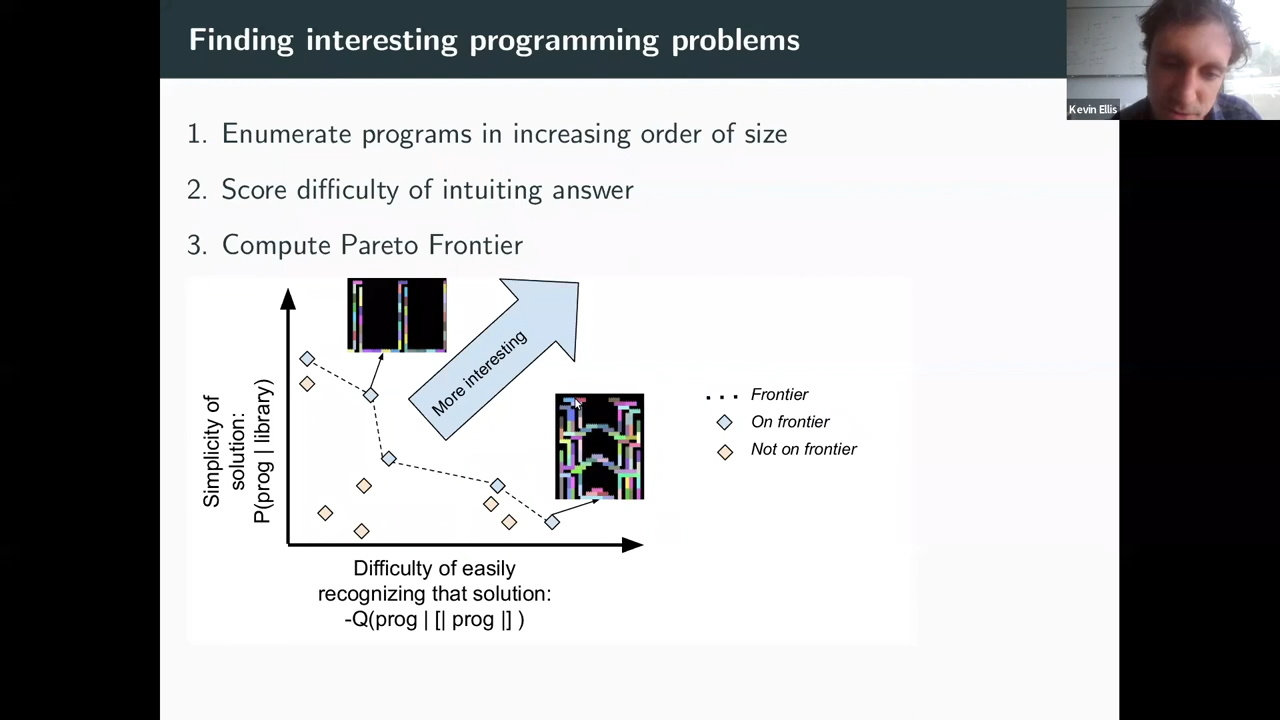 Finding interesting programming problems
Kevin Ellis
1. Enumerate programs in increasing order of size
2. Score difficulty of intuiting answer
3. Compute Pareto Frontier
Simplicity of
solution:
P(prog | library)
More interesting
Frontier
On frontier
Not on frontier
Difficulty of easily
recognizing that solution:
-Q(prog | [| prog |] )